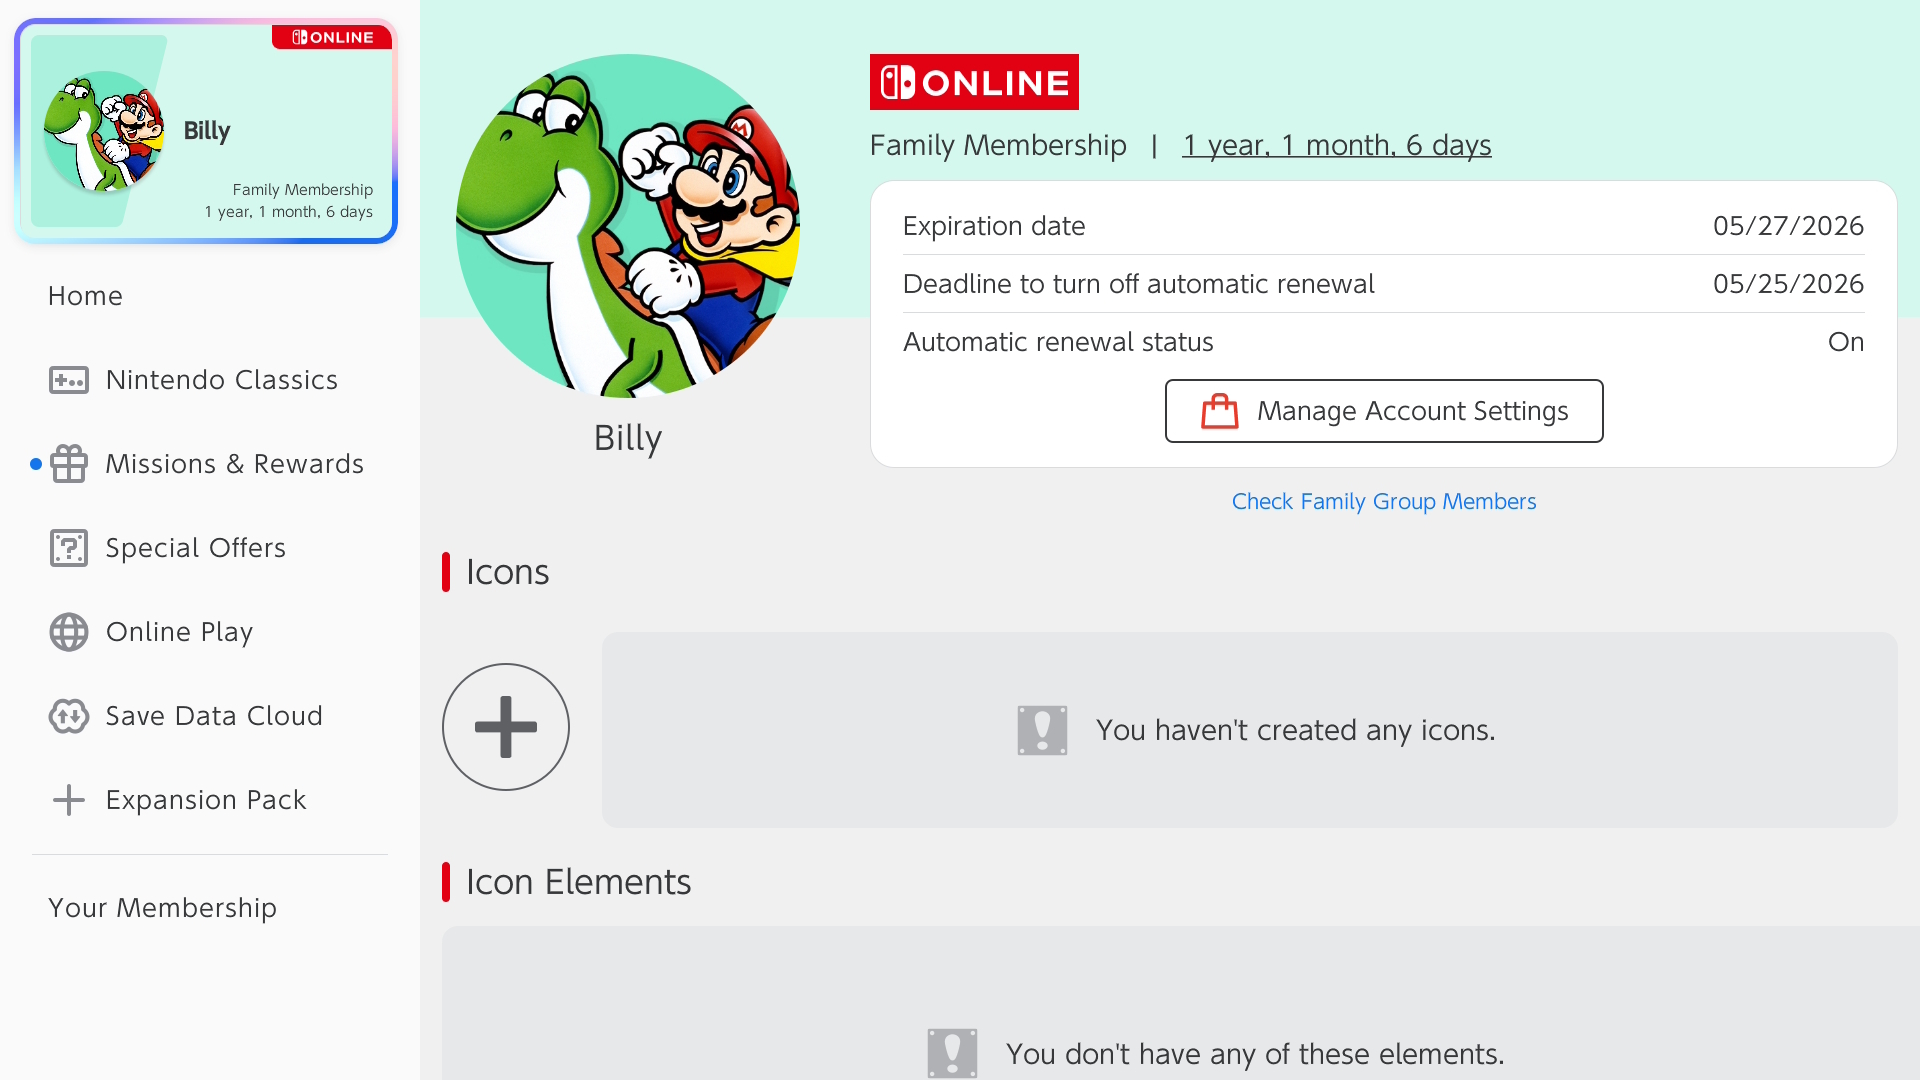 ONLINE
Billy
Family Membership
1 year, 1 month, 6 days
Home
Nintendo Classics
Missions & Rewards
Special Offers
Online Play
Save Data Cloud
Expansion Pack
Your Membership
Billy
ONLINE
Family Membership | 1 year, 1 month, 6 days
Expiration date 05/27/2026
Deadline to turn off automatic renewal 05/25/2026
Automatic renewal status On
Manage Account Settings
Check Family Group Members
Icons
You haven't created any icons.
Icon Elements
You don't have any of these elements.